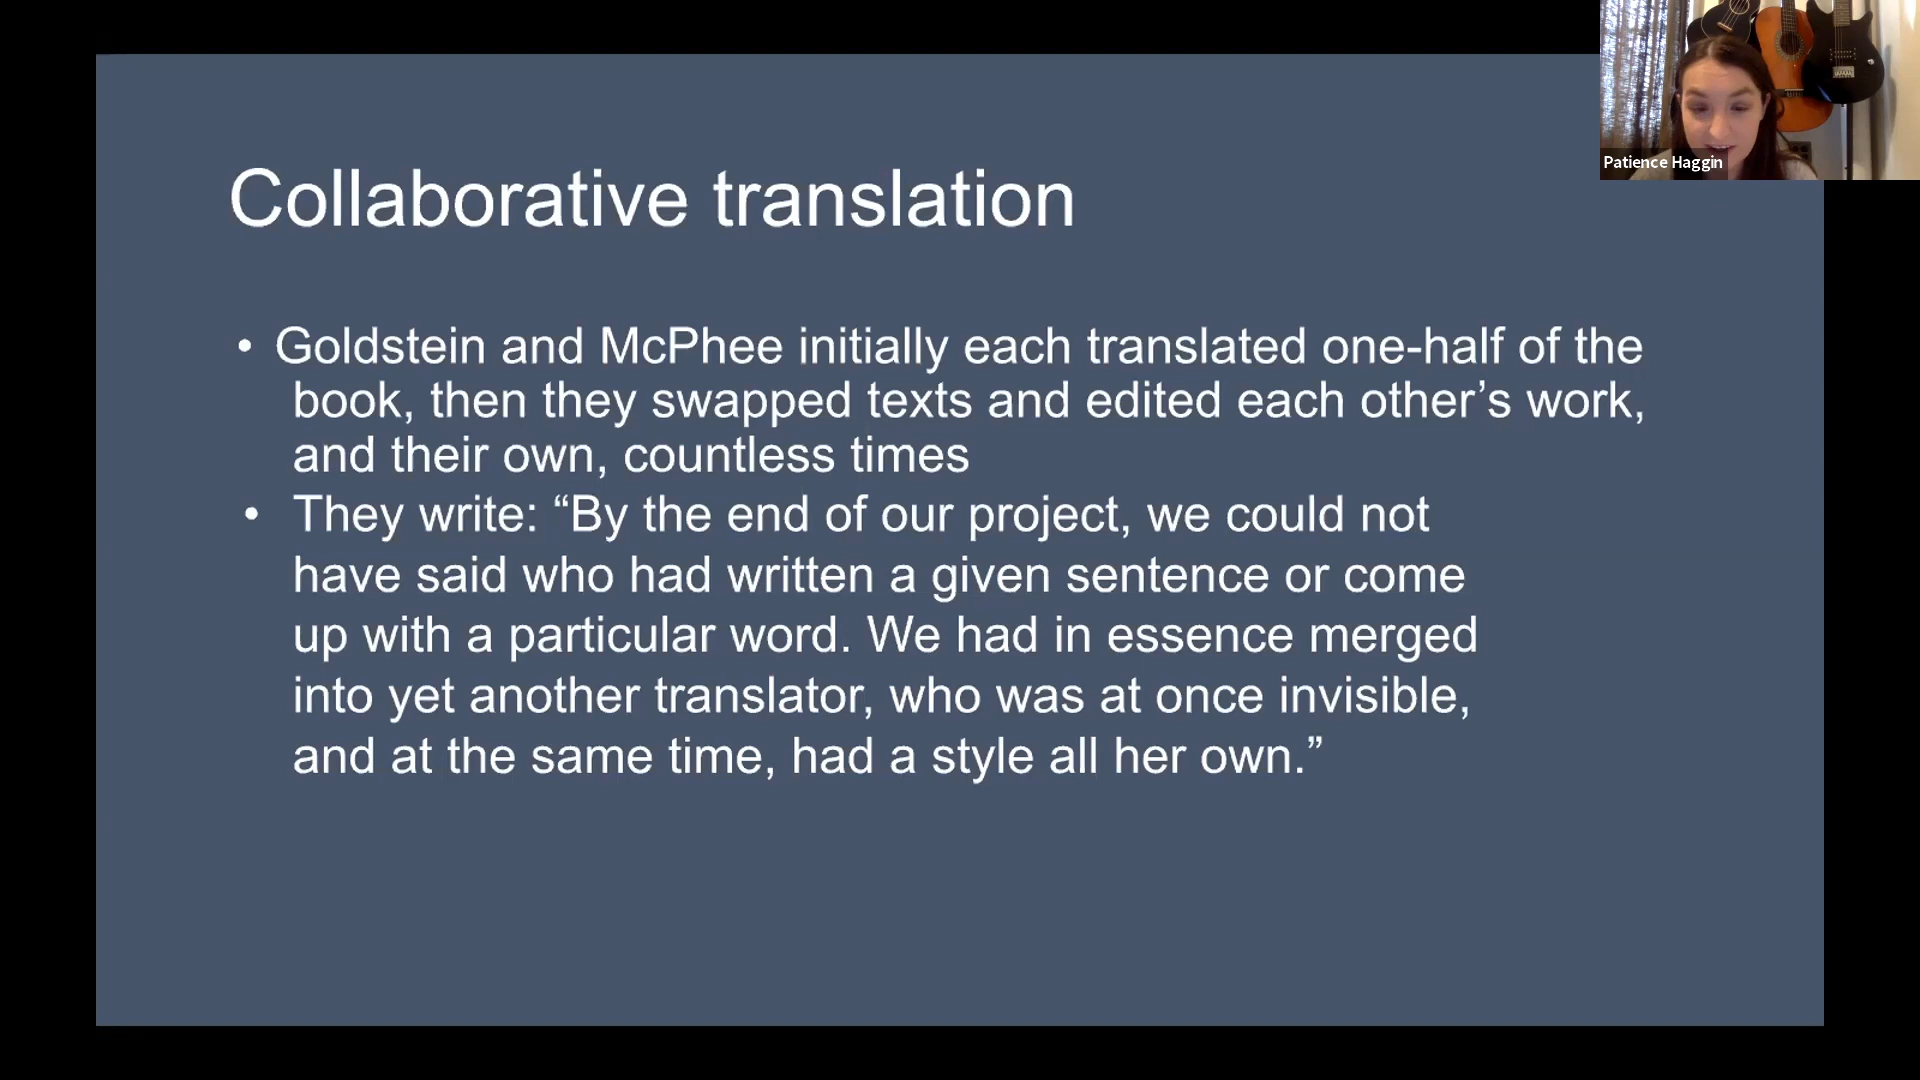 Patience Haggin
Collaborative translation
• Goldstein and McPhee initially each translated one-half of the
book, then they swapped texts and edited each other’s work,
and their own, countless times
• They write: “By the end of our project, we could not
have said who had written a given sentence or come
up with a particular word. We had in essence merged
into yet another translator, who was at once invisible,
and at the same time, had a style all her own.”